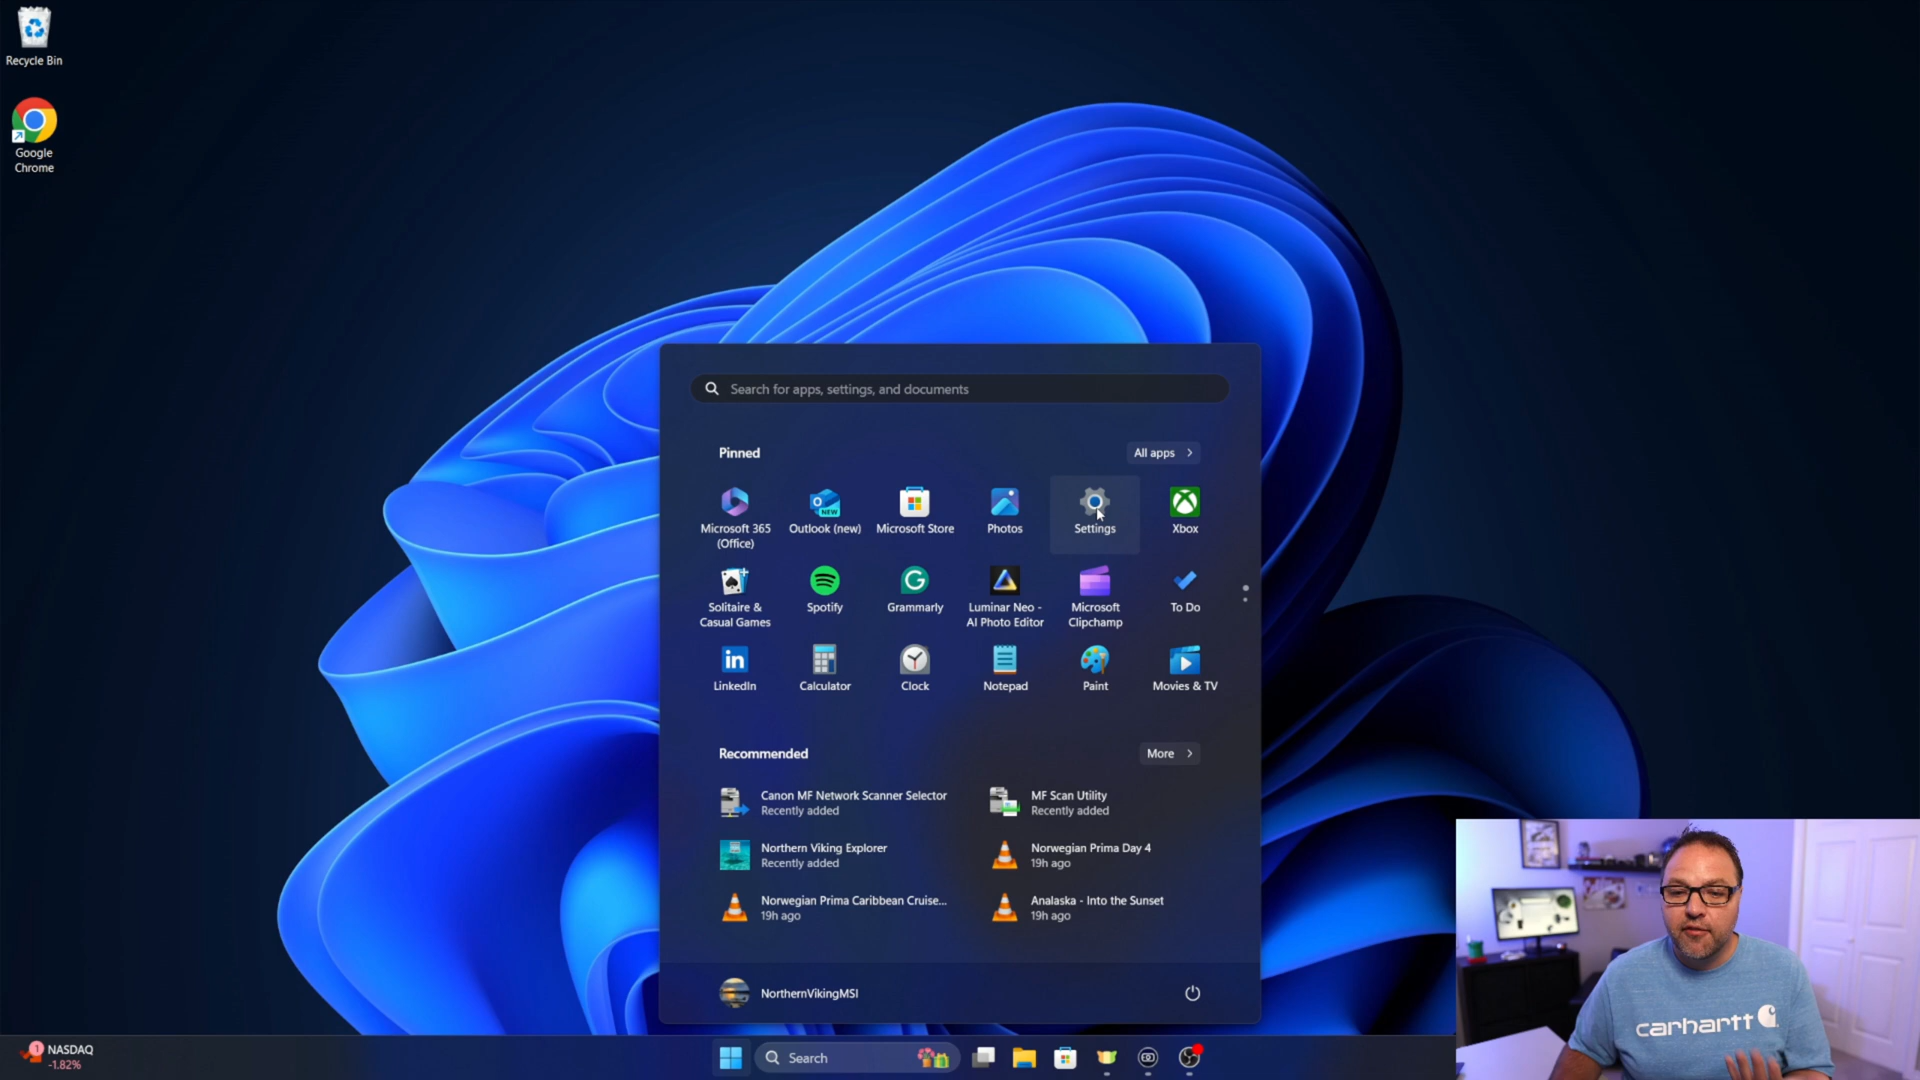 Recycle Bin
Google
Chrome
Search for apps, settings, and documents
Pinned
All apps
Microsoft 365
(Office)
Outlook (new)
Microsoft Store
Photos
Settings
Xbox
NEW
Solitaire &
Casual Games
Spotify
Grammarly
Luminar Neo -
AI Photo Editor
Microsoft
Clipchamp
To Do
in
LinkedIn
Calculator
Clock
Notepad
Paint
Movies & TV
Recommended
More
Canon MF Network Scanner Selector
Recently added
MF Scan Utility
Recently added
Northern Viking Explorer
Recently added
Norwegian Prima Day 4
19h ago
Norwegian Prima Caribbean Cruise...
19h ago
Analaska - Into the Sunset
19h ago
NorthernVikingMSI
carhartt
1
NASDAQ
-1.82%
Search